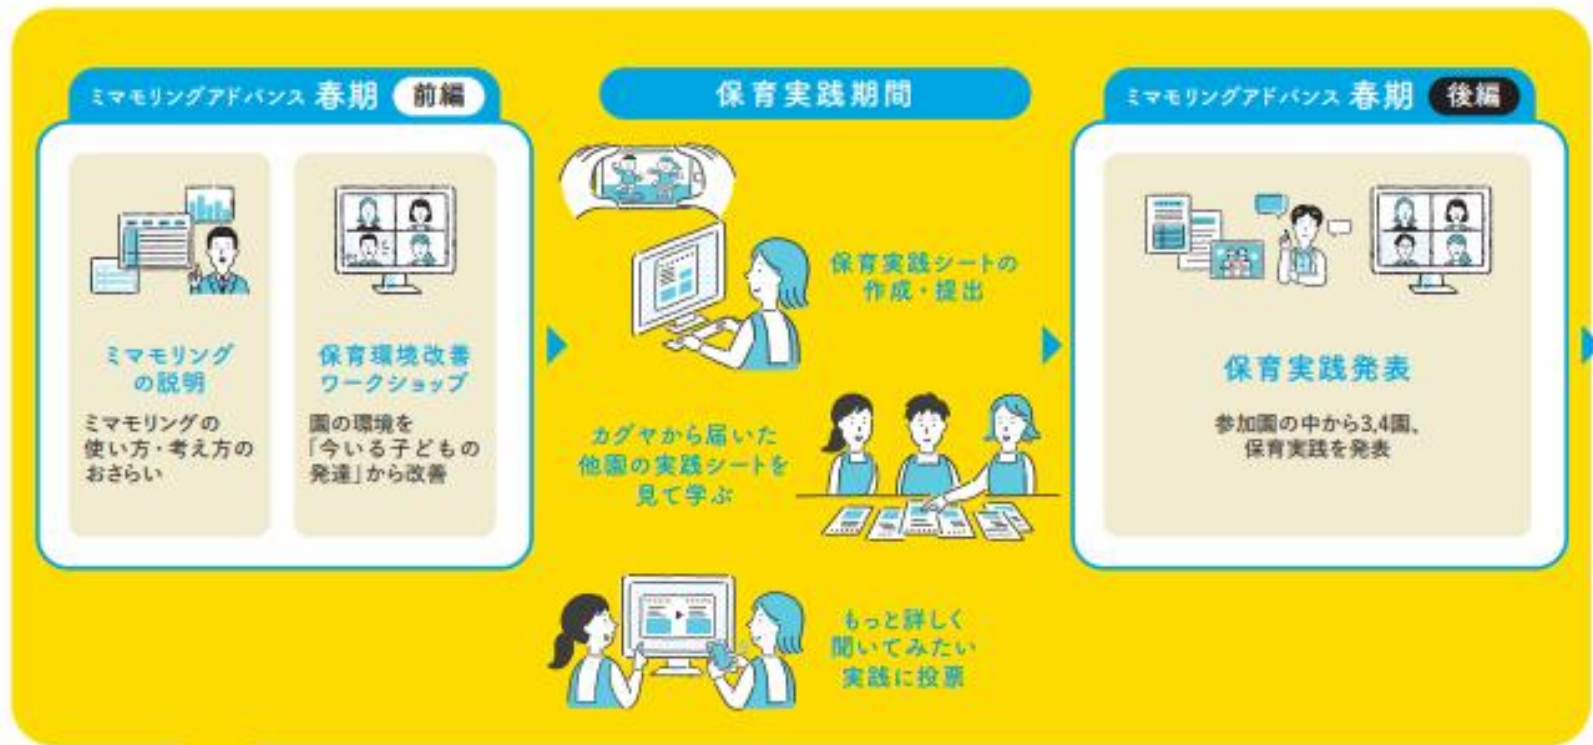 ミマモリングアドバンス 春期 前編
ミマモリング
の説明
ミマモリングの
使い方・考え方の
おさらい
保育環境改善
ワークショップ
園の環境を
「今いる子どもの
発達」から改善
保育実践期間
保育実践シートの
作成・提出
カグヤから届いた
他園の実践シートを
見て学ぶ
もっと詳しく
聞いてみたい
実践に投票
ミマモリングアドバンス 春期 後編
保育実践発表
参加園の中から3,4園、
保育実践を発表